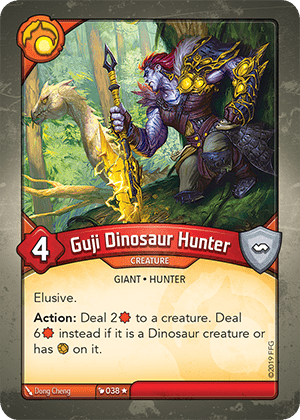 4
Guji Dinosaur Hunter
CREATURE
GIANT • HUNTER
Elusive.
Action: Deal 2 to a creature. Deal
6 instead if it is a Dinosaur creature or
has on it.
Dong Cheng
038
©2019 FFG